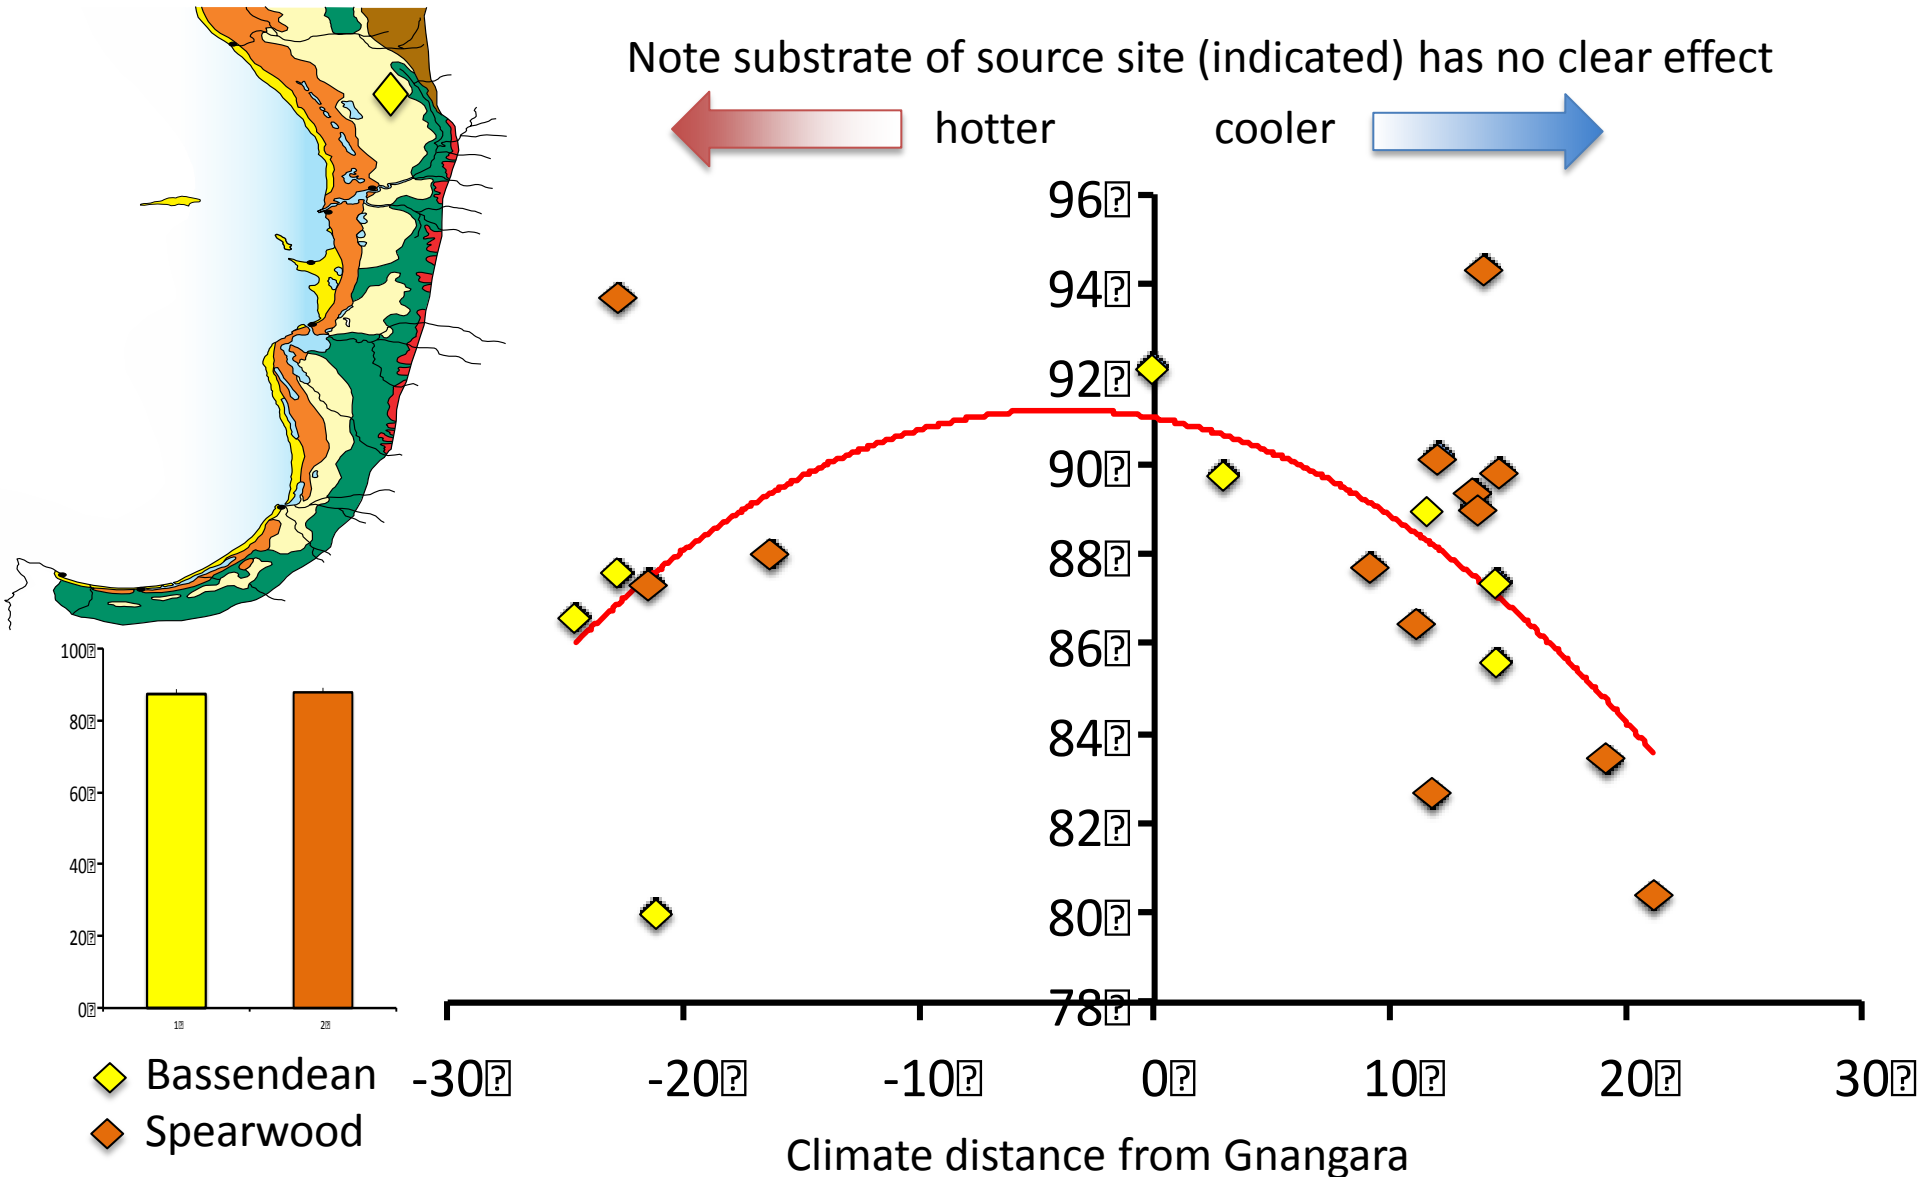 Note substrate of source site (indicated) has no clear effect
hotter
cooler
96⍰
94⍰
92⍰
90⍰
88⍰
86⍰
84⍰
82⍰
80⍰
78⍰
-30⍰ -20⍰ -10⍰ 0⍰ 10⍰ 20⍰ 30⍰
Climate distance from Gnangara
100⍰
80⍰
60⍰
40⍰
20⍰
0⍰
1⍰ 2⍰
Bassendean
Spearwood